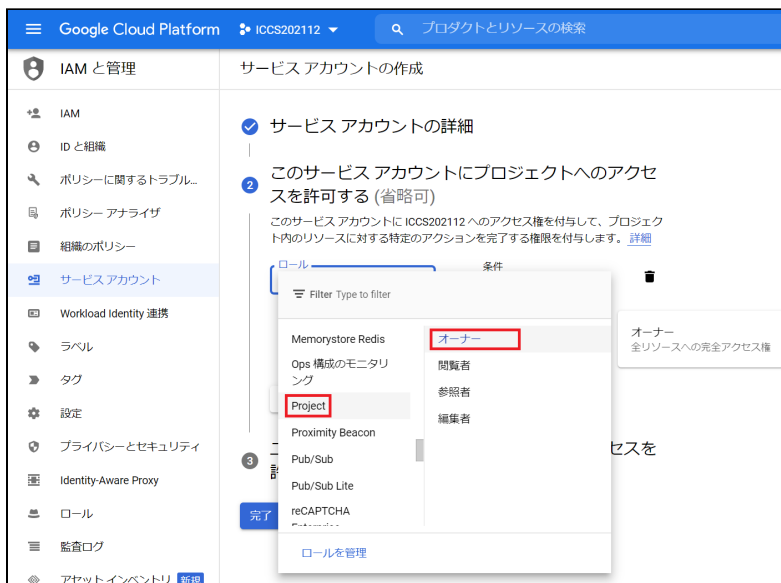 Google Cloud Platform ICCS202112 プロダクトとリソースの検索
IAM と管理
サービス アカウントの作成
IAM
ID と組織
ポリシーに関するトラブル...
ポリシー アナライザ
組織のポリシー
サービス アカウント
Workload Identity 連携
ラベル
タグ
設定
プライバシーとセキュリティ
Identity-Aware Proxy
ロール
監査ログ
アセット インベントリ 新規
サービス アカウントの詳細
2 このサービス アカウントにプロジェクトへのアクセ
スを許可する (省略可)
このサービス アカウントに ICCS202112 へのアクセス権を付与して、プロジェク
ト内のリソースに対する特定のアクションを完了する権限を付与します。 詳細
ロール
条件
Filter Type to filter
Memorystore Redis
Ops 構成のモニタリ
ング
Project
Proximity Beacon
Pub/Sub
Pub/Sub Lite
reCAPTCHA
Enterprise
オーナー
閲覧者
参照者
編集者
ロールを管理
オーナー
全リソースへの完全アクセス権
3
セスを
完了